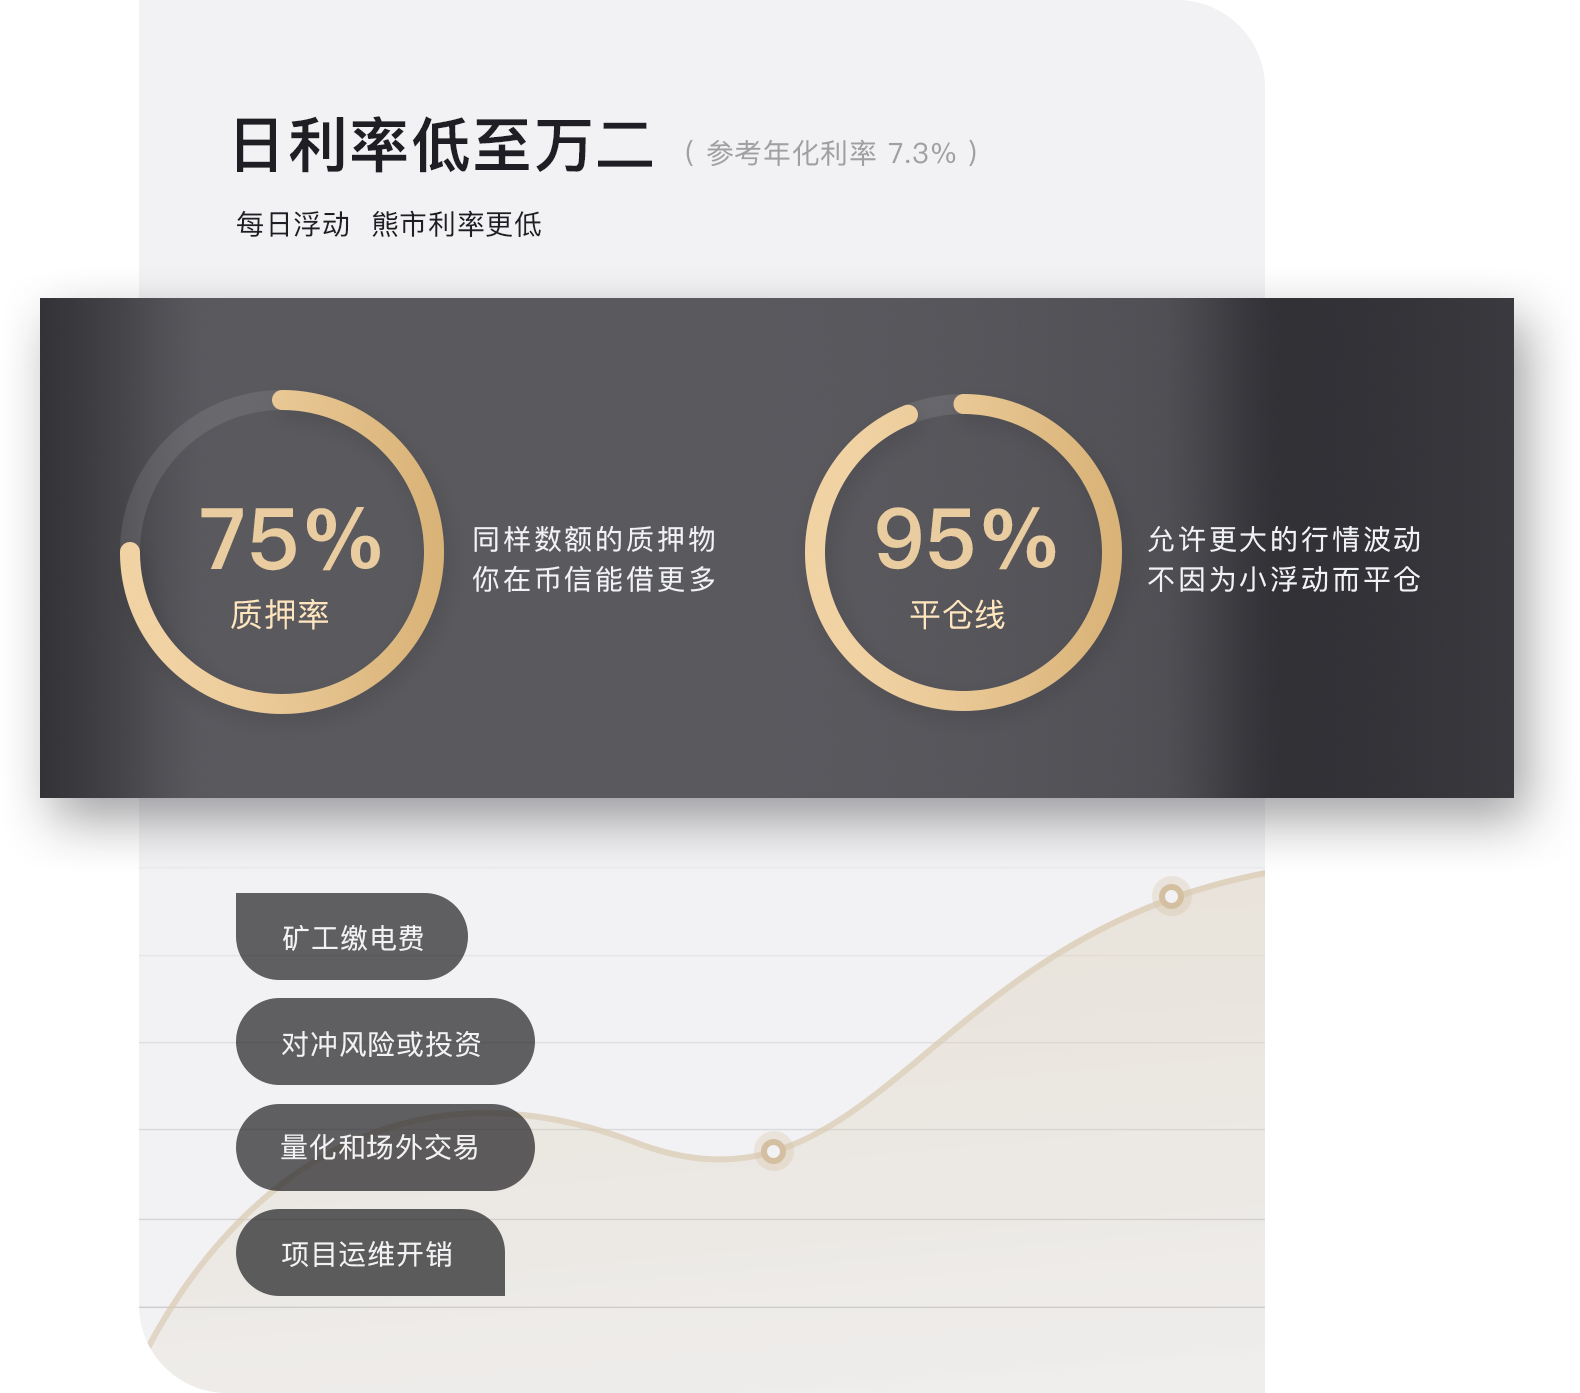 日利率低至万二 （ 参考年化利率 7.3% ）
每日浮动 熊市利率更低
75%
质押率
同样数额的质押物
你在币信能借更多
95%
平仓线
允许更大的行情波动
不因为小浮动而平仓
矿工缴电费
对冲风险或投资
量化和场外交易
项目运维开销